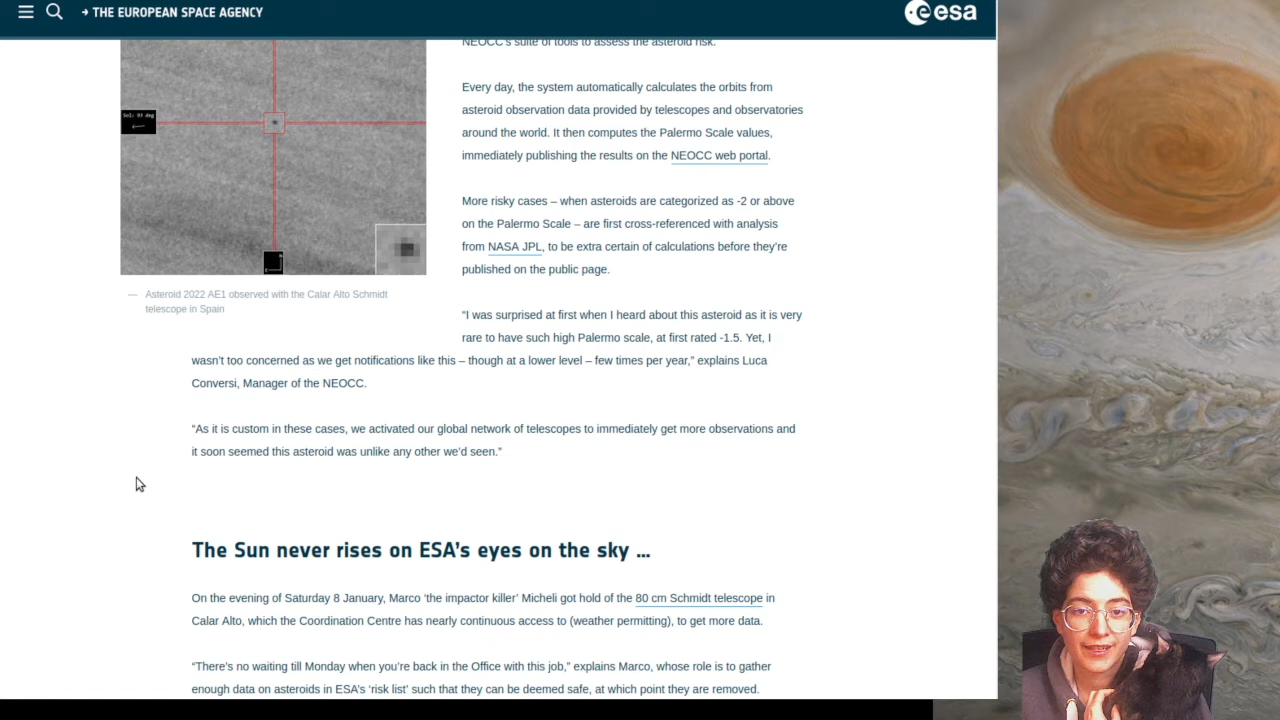 → THE EUROPEAN SPACE AGENCY
esa
NEOCC's suite of tools to assess the asteroid risk.
Every day, the system automatically calculates the orbits from
asteroid observation data provided by telescopes and observatories
around the world. It then computes the Palermo Scale values,
immediately publishing the results on the NEOCC web portal.
More risky cases – when asteroids are categorized as -2 or above
on the Palermo Scale – are first cross-referenced with analysis
from NASA JPL, to be extra certain of calculations before they’re
published on the public page.
— Asteroid 2022 AE1 observed with the Calar Alto Schmidt
telescope in Spain
“I was surprised at first when I heard about this asteroid as it is very
rare to have such high Palermo scale, at first rated -1.5. Yet, I
wasn’t too concerned as we get notifications like this – though at a lower level – few times per year,” explains Luca
Conversi, Manager of the NEOCC.
“As it is custom in these cases, we activated our global network of telescopes to immediately get more observations and
it soon seemed this asteroid was unlike any other we’d seen.”
The Sun never rises on ESA’s eyes on the sky ...
On the evening of Saturday 8 January, Marco ‘the impactor killer’ Micheli got hold of the 80 cm Schmidt telescope in
Calar Alto, which the Coordination Centre has nearly continuous access to (weather permitting), to get more data.
“There’s no waiting till Monday when you’re back in the Office with this job,” explains Marco, whose role is to gather
enough data on asteroids in ESA’s ‘risk list’ such that they can be deemed safe, at which point they are removed.